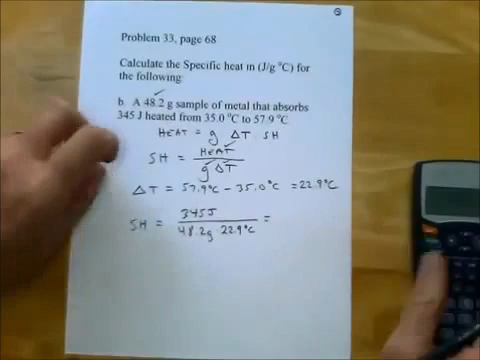 Problem 33, page 68
Calculate the Specific heat in (J/g °C) for
the following:
b. A 48.2 g sample of metal that absorbs
345 J heated from 35.0 °C to 57.9 °C
HEAT = g ΔT SH
SH = HEAT / g ΔT
ΔT = 57.9°C - 35.0°C = 22.9°C
SH = 345J / 48.2g 22.9°C =